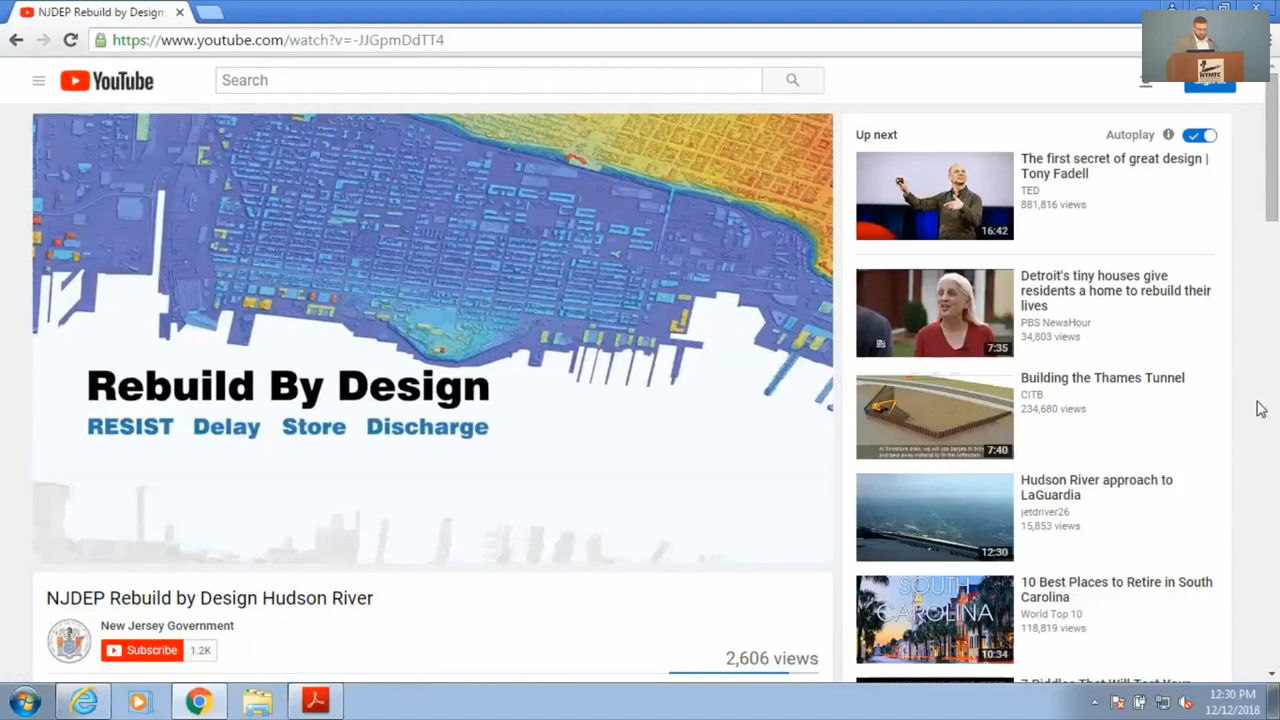 NJDEP Rebuild by Design
https://www.youtube.com/watch?v=-JJGpmDdTT4
NYMTC
YouTube
Search
Rebuild By Design
RESIST Delay Store Discharge
NJDEP Rebuild by Design Hudson River
New Jersey Government
Subscribe 1.2K
2,606 views
Up next
Autoplay
The first secret of great design |
Tony Fadell
TED
881,816 views
16:42
Detroit's tiny houses give
residents a home to rebuild their
lives
PBS NewsHour
34,803 views
7:35
Building the Thames Tunnel
CITB
234,680 views
7:40
Hudson River approach to
LaGuardia
jetdriver26
15,853 views
12:30
SOUTH
CAROLINA
10:34
10 Best Places to Retire in South
Carolina
World Top 10
118,819 views
12:30 PM
12/12/2018